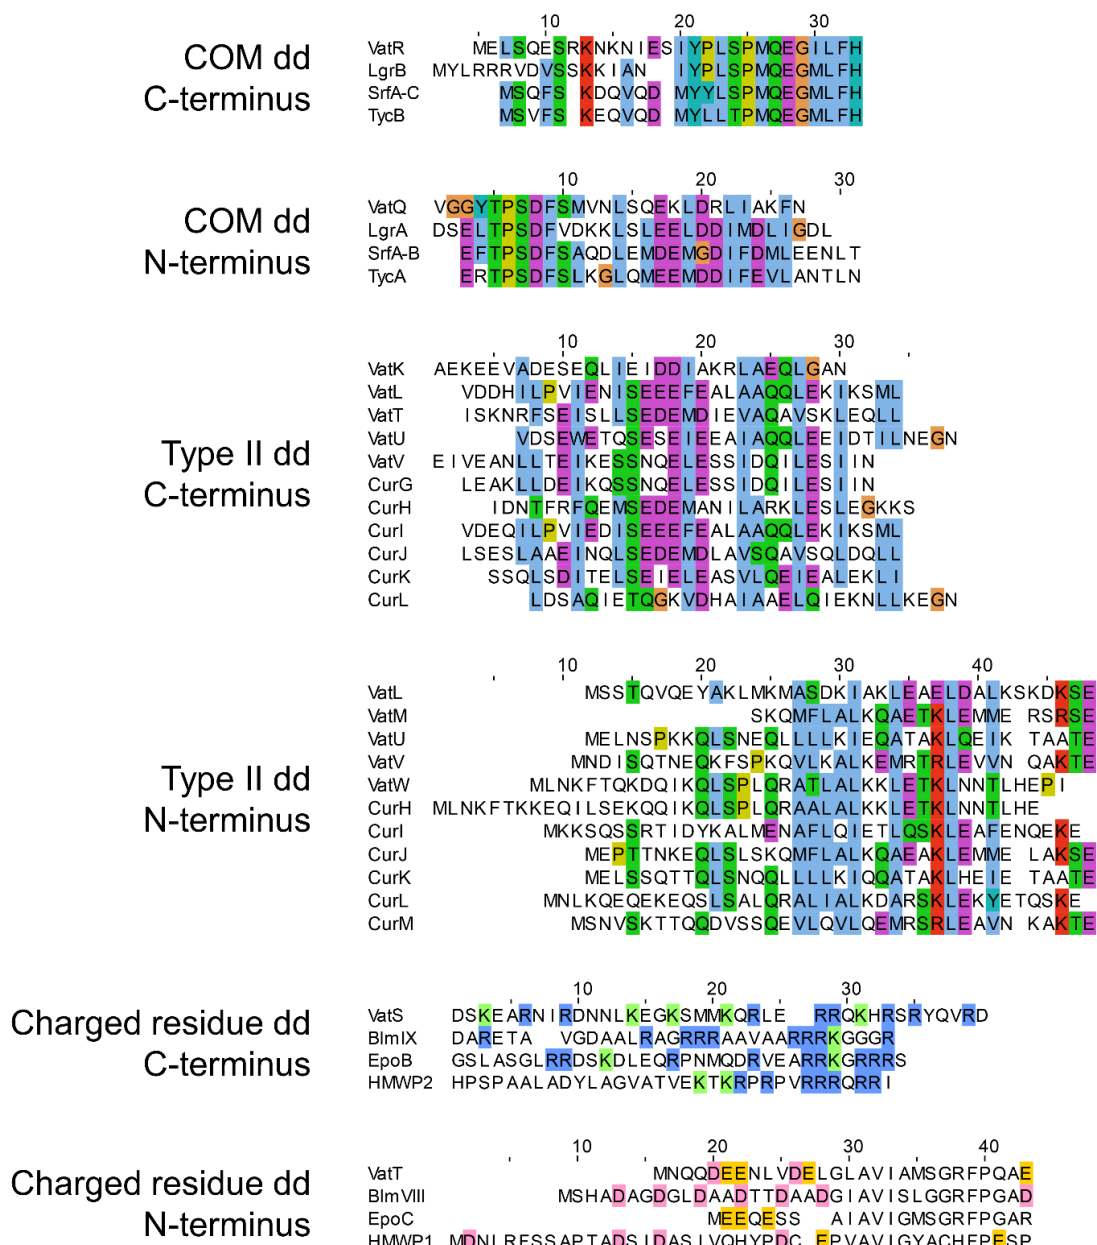 COM dd
C-terminus
10 20 30
VatR MELSQESRKNKNIESIYPLSPMQEGILFH
LgrB MYLRRRVDVSSKKIAN IYPLSPMQEGMLFH
SrfA-C MSQFS KDQVQD MYYLSPMQEGMLFH
TycB MSVFS KEQVQD MYLLTPMQEGMLFH
COM dd
N-terminus
10 20 30
VatQ VGGYTPSDFSMVNLSQEKLDRLIAKFN
LgrA DSELTPSDFVDKKLSLEELDDIMDLIGDL
SrfA-B EFTPSDFSAQDLEMDEMGDIFDMLEENLT
TycA ERTPSDFSLKGLQMEEMDDIFEVLANTLN
Type II dd
C-terminus
10 20 30
VatK AEKEEVADESEQLIEIDDIAKRLAEQLGAN
VatL VDDHILPVIENISEEEFEALAAQQLEKIKSML
VatT ISKNRFSEISLLSEDEMDIEVAQAVSKLEQLL
VatU VDSEWETQSESEIEEAIAQQLEEIDTILNEGN
VatV EIVEANLLTEIKESSNQELESSIDQILESIIN
CurG LEAKLLDEIKQSSNQELESSIDQILESIIN
CurH IDNTFRFQEMSEDEMANILARKLESLEGKKS
CurI VDEQILPVIEDISEEEFEALAAQQLEKIKSML
CurJ LSESLAAEINQLSEDEMDLAVSQAVSQLDQLL
CurK SSQLSDITELSEIELEASVLQEIEALEKLI
CurL LDSAQIETQGKVDHAIAAELQIEKNLLKEGN
Type II dd
N-terminus
10 20 30 40
VatL MSSTQVQEYAKLMKMASDKIAKLEAELDALKSKDKSE
VatM SKQMFLALKQAETKLEMME RSRSE
VatU MELNSPKKQLSNEQLLLLKIEQATAKLQEIK TAATE
VatV MNDISQTNEQKFSPKQVLKALKEMRTRLEVVN QAKTE
VatW MLNKFTQKDQIKQLSPLQRATLALKKLETKLNNTLHEPI
CurH MLNKFTKKEQILSEKQQIKQLSPLQRAALALKKLETKLNNTLHE
CurI MKKSQSSRTIDYKALMENAFLQIETLQSKLEAFENQEKE
CurJ MEPTTNKEQLSLSKQMFLALKQAEAKLEMME LAKSE
CurK MELSSQTTQLSNQQLLLLKIQQATAKLHEIE TAATE
CurL MNLKQEQEKEQSLSALQRALIALKDARSKLEKYETQSKE
CurM MSNVSKTTQQDVSSQEVLQVLQEMRSRLEAVN KAKTE
Charged residue dd
C-terminus
10 20 30
VatS DSKEARNIRDNNLKEGKSMMKQRLE RRQKHRSRYQVRD
BlmIX DARETA VGDAALRAGRRRAAVAARRRKGGGR
EpoB GSLASGLRRDSKDLEQRPNMQDRVEARRKGRRRS
HMWP2 HPSPAALADYLAGVATVEKTKRPRPVRRRQRRI
Charged residue dd
N-terminus
10 20 30 40
VatT MNQQDEENLVDELGLAVIAMSGRFPQAE
BlmVIII MSHADAGDGLDAADTTDAADGIAVISLGGRFPGAD
EpoC MEEQESS AIAVIGMSGRFPGAR
HMWP1 MDNLRFSSAPTADSIDASIVQHYPDC EPVAVIGYACHFPESP